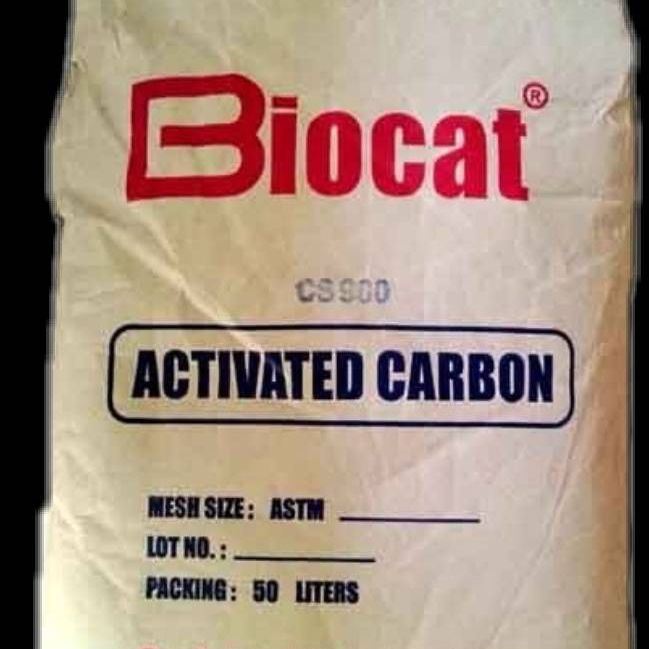 Biocat®
CS900
ACTIVATED CARBON
MESH SIZE: ASTM
LOT NO.:
PACKING: 50 LITERS